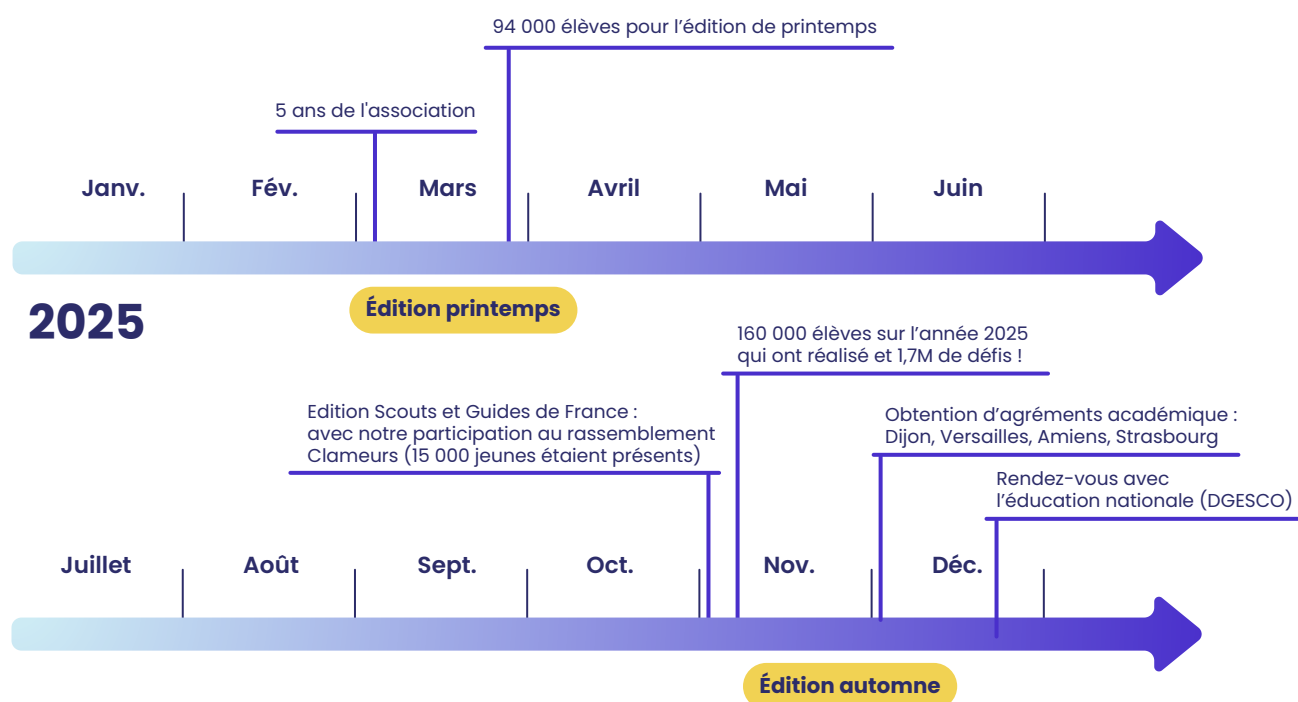 94 000 élèves pour l’édition de printemps
5 ans de l'association
Janv.
Fév.
Mars
Avril
Mai
Juin
2025
Édition printemps
160 000 élèves sur l’année 2025
qui ont réalisé et 1,7M de défis !
Edition Scouts et Guides de France :
avec notre participation au rassemblement
Clameurs (15 000 jeunes étaient présents)
Obtention d’agréments académique :
Dijon, Versailles, Amiens, Strasbourg
Rendez-vous avec
l’éducation nationale (DGESCO)
Juillet
Août
Sept.
Oct.
Nov.
Déc.
Édition automne